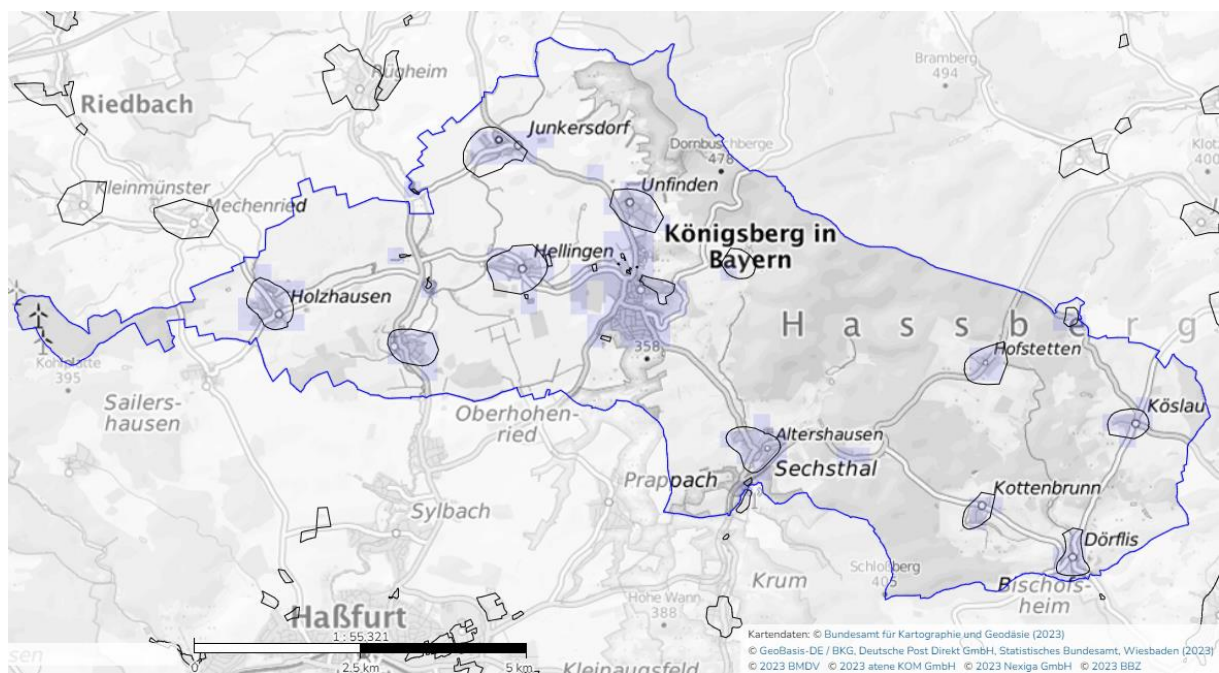 Bramberg
494
Rügheim
Riedbach
Junkersdorf
Dornbuschberge
478
Klot
400
Kleinmünster
Mechenried
Unfinden
Königsberg in
Bayern
Hellingen
Holzhausen
Hassberg
358
Hofstetten
395
Sailers-
hausen
Oberhohen-
ried
Köslau
Altershausen
Sechsthal
Prappach
Kottenbrunn
Sylbach
Dörflis
Schloßberg
405
Bischofs-
heim
Krum
Hohe Wann
388
Haßfurt
1 : 55,321
0
2.5 km
5 km
sen
Kleinaugsfeld
Kartendaten: © Bundesamt für Kartographie und Geodäsie (2023)
© GeoBasis-DE / BKG, Deutsche Post Direkt GmbH, Statistisches Bundesamt, Wiesbaden (2023)
© 2023 BMDV © 2023 atene KOM GmbH © 2023 Nexiga GmbH © 2023 BBZ